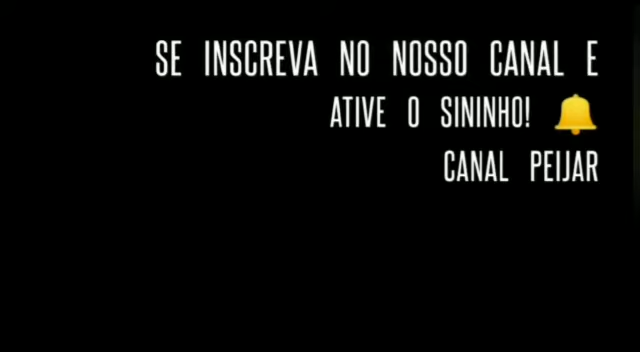 SE INSCREVA NO NOSSO CANAL E
ATIVE O SININHO! 🔔
CANAL PEIJAR